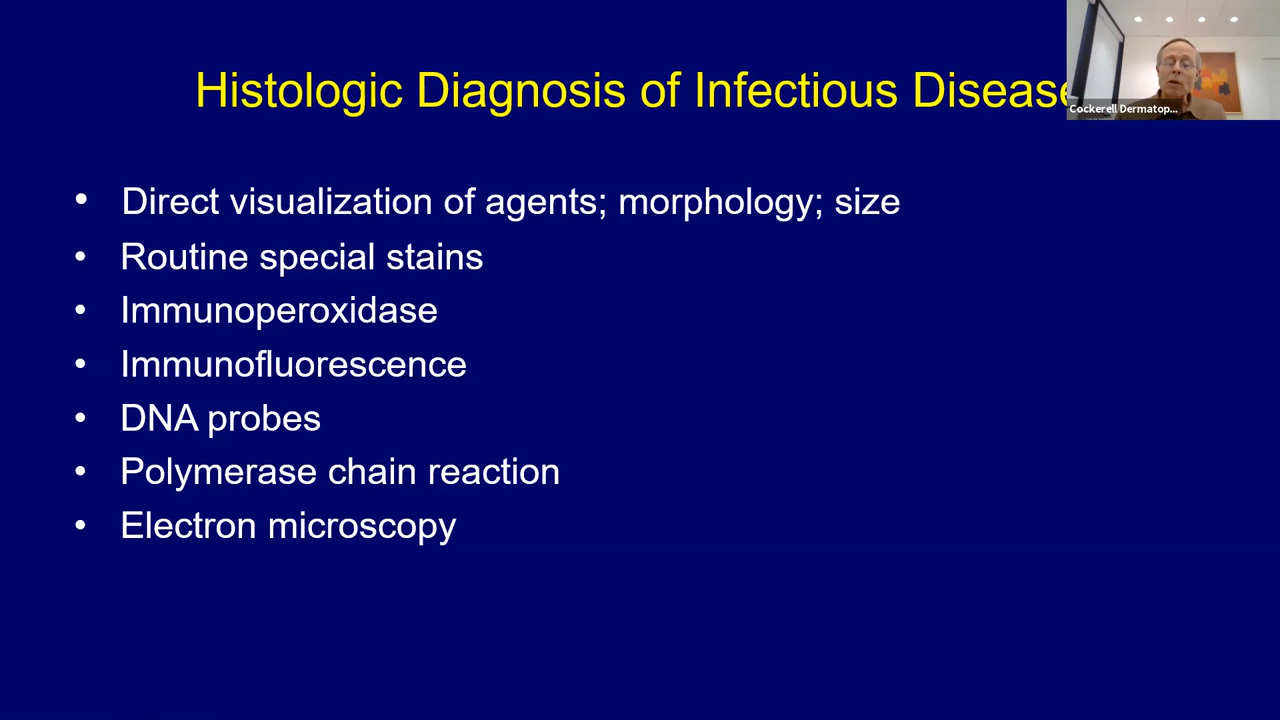 Histologic Diagnosis of Infectious Disease
Cockerell Dermatop...
• Direct visualization of agents; morphology; size
• Routine special stains
• Immunoperoxidase
• Immunofluorescence
• DNA probes
• Polymerase chain reaction
• Electron microscopy